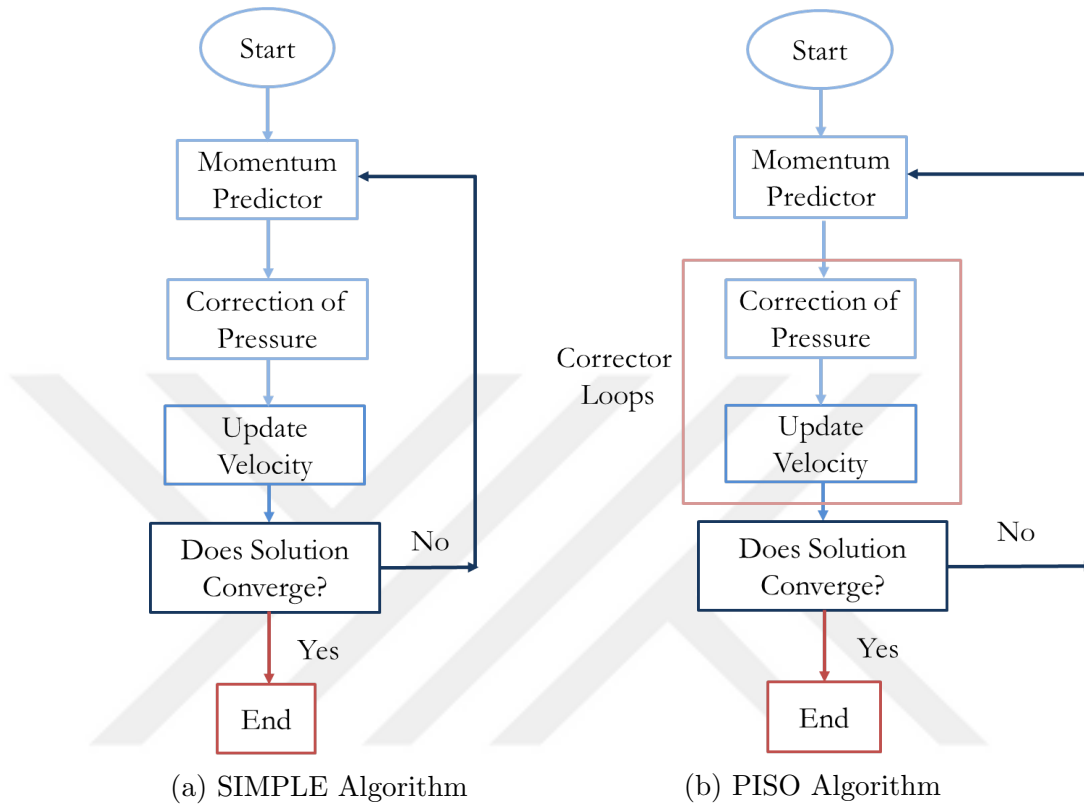 Start
Momentum
Predictor
Correction of
Pressure
Update
Velocity
Does Solution
Converge?
No
Yes
End
(a) SIMPLE Algorithm
Start
Momentum
Predictor
Corrector
Loops
Correction of
Pressure
Update
Velocity
Does Solution
Converge?
No
Yes
End
(b) PISO Algorithm